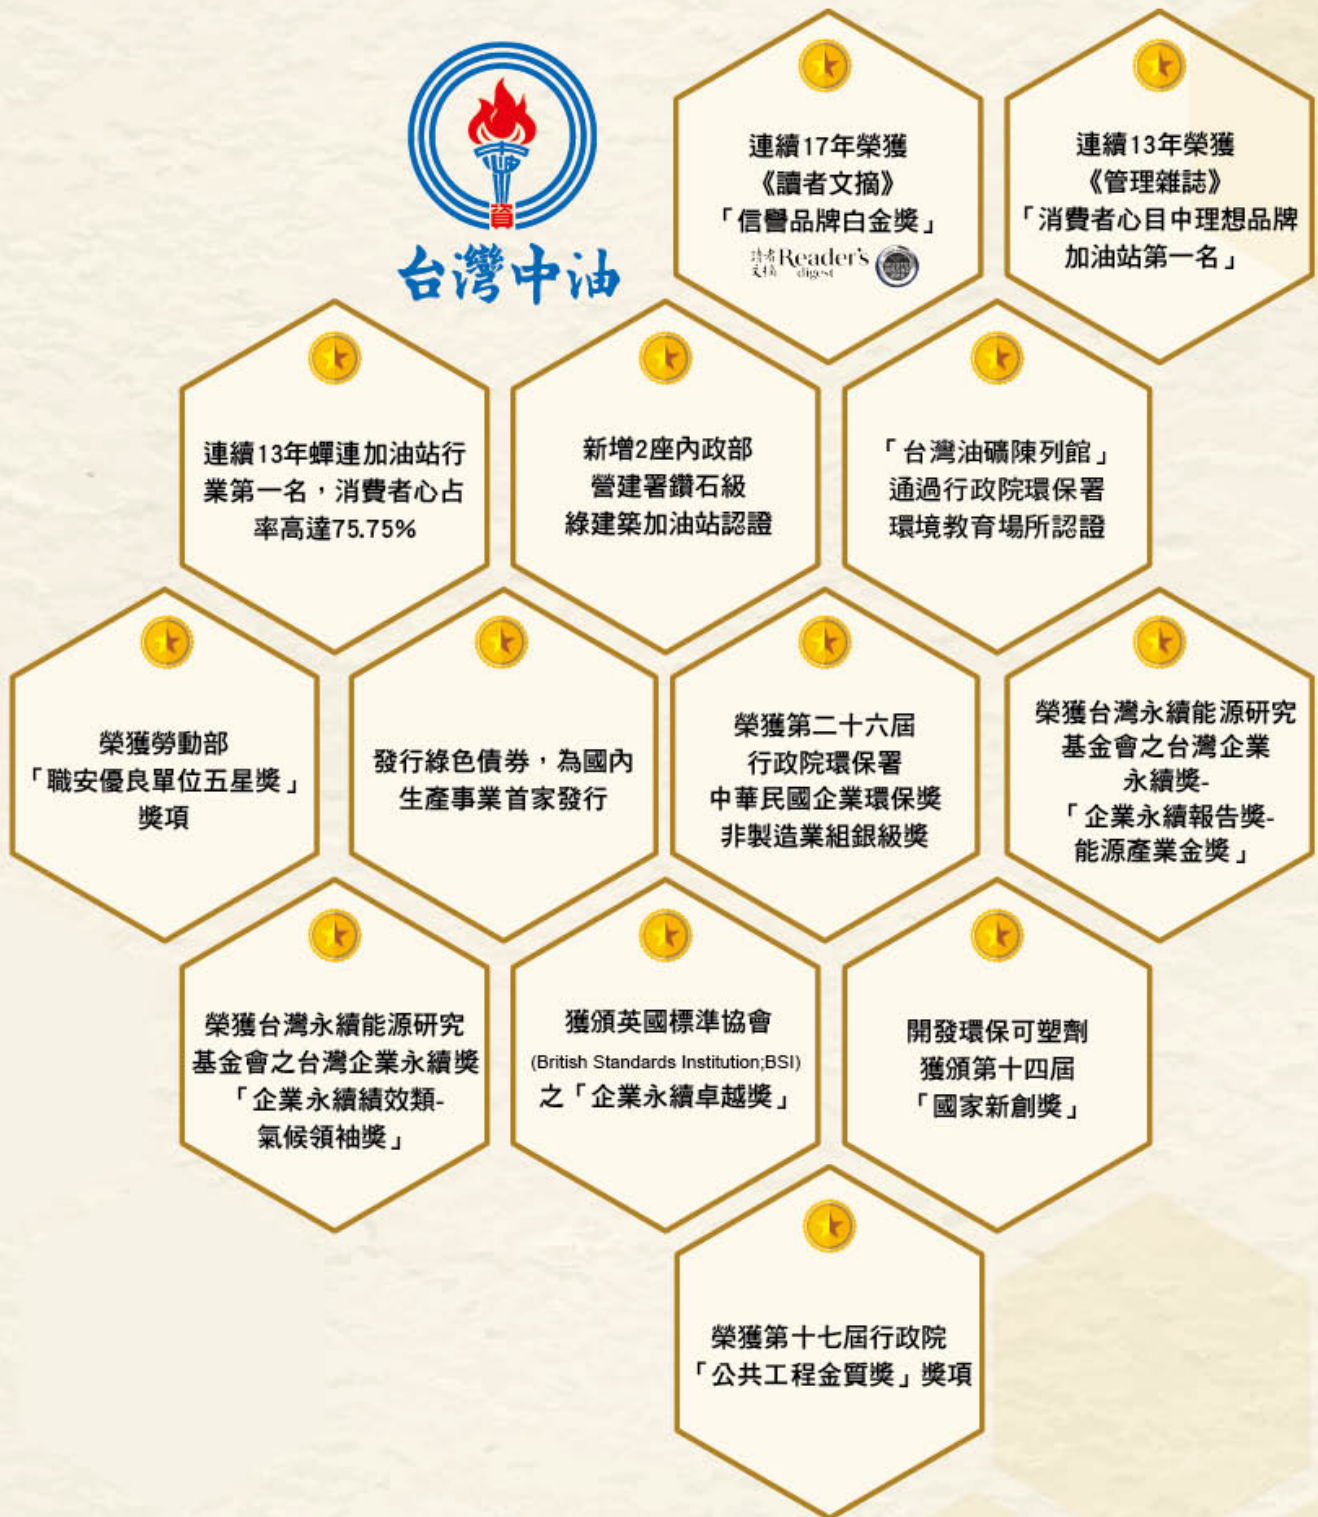 台灣中油
連續17年榮獲
《讀者文摘》
「信譽品牌白金獎」
讀者文摘 Reader's digest
連續13年榮獲
《管理雜誌》
「消費者心目中理想品牌
加油站第一名」
連續13年蟬連加油站行
業第一名，消費者心占
率高達75.75%
新增2座內政部
營建署鑽石級
綠建築加油站認證
「台灣油礦陳列館」
通過行政院環保署
環境教育場所認證
榮獲勞動部
「職安優良單位五星獎」
獎項
發行綠色債券，為國內
生產事業首家發行
榮獲第二十六屆
行政院環保署
中華民國企業環保獎
非製造業組銀級獎
榮獲台灣永續能源研究
基金會之台灣企業
永續獎-
「企業永續報告獎-
能源產業金獎」
榮獲台灣永續能源研究
基金會之台灣企業永續獎
「企業永續績效類-
氣候領袖獎」
獲頒英國標準協會
(British Standards Institution;BSI)
之「企業永續卓越獎」
開發環保可塑劑
獲頒第十四屆
「國家新創獎」
榮獲第十七屆行政院
「公共工程金質獎」獎項